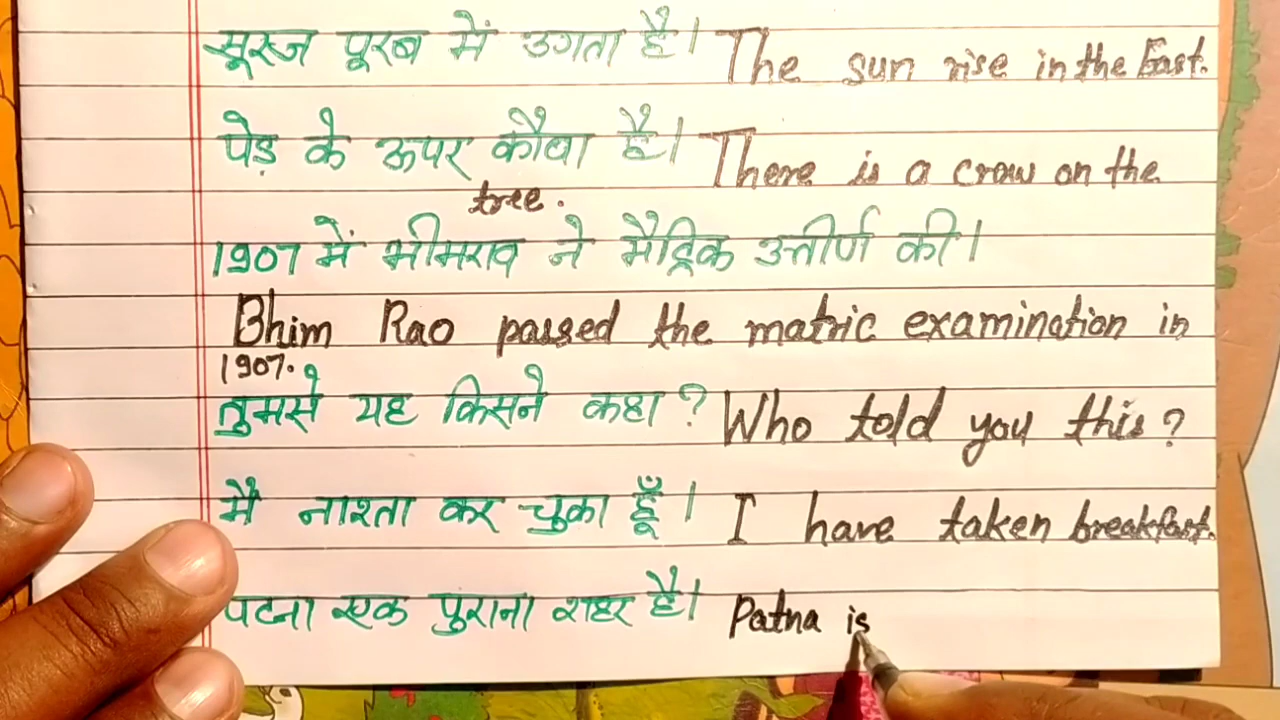 सूरज पूरब में उगता है। The sun rise in the East.
पेड़ के ऊपर कौवा है। There is a crow on the
tree.
1907 में भीमराव ने मैट्रिक उत्तीर्ण की।
Bhim Rao passed the matric examination in
1907.
तुमसे यह किसने कहा? Who told you this?
मै नाश्ता कर चुका हूँ। I have taken breakfast.
पटना एक पुराना शहर है। Patna is